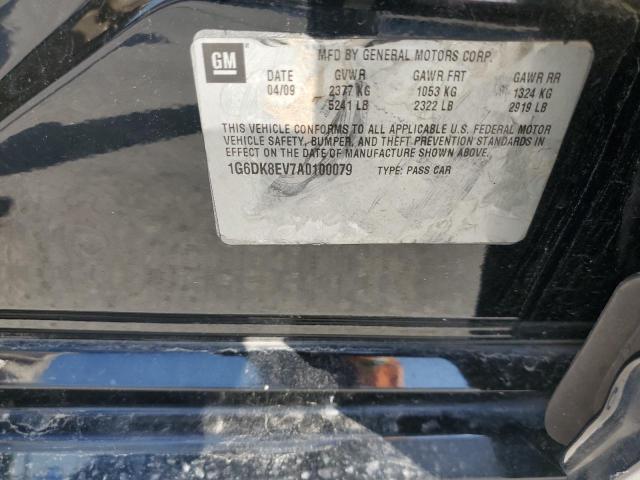 GM
MFD BY GENERAL MOTORS CORP.
DATE GVWR GAWR FRT GAWR RR
04/09 2377 KG 1053 KG 1324 KG
5241 LB 2322 LB 2919 LB
THIS VEHICLE CONFORMS TO ALL APPLICABLE U.S. FEDERAL MOTOR
VEHICLE SAFETY, BUMPER, AND THEFT PREVENTION STANDARDS IN
EFFECT ON THE DATE OF MANUFACTURE SHOWN ABOVE.
1G6DK8EV7A0100079 TYPE: PASS CAR